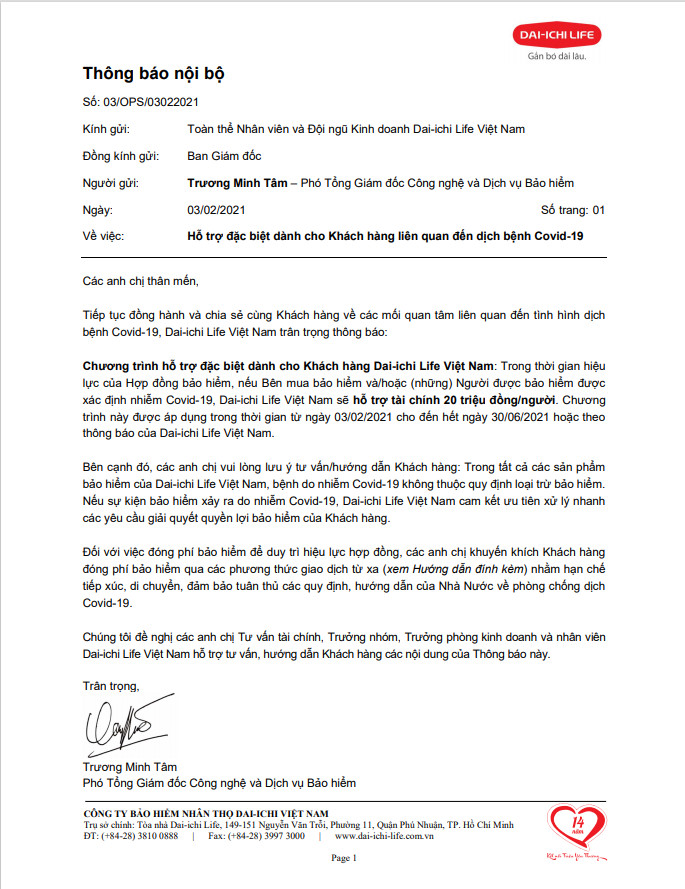 DAI-ICHI LIFE
Gắn bó dài lâu.
Thông báo nội bộ
Số: 03/OPS/03022021
Kính gửi: Toàn thể Nhân viên và Đội ngũ Kinh doanh Dai-ichi Life Việt Nam
Đồng kính gửi: Ban Giám đốc
Người gửi: Trương Minh Tâm – Phó Tổng Giám đốc Công nghệ và Dịch vụ Bảo hiểm
Ngày: 03/02/2021 Số trang: 01
Về việc: Hỗ trợ đặc biệt dành cho Khách hàng liên quan đến dịch bệnh Covid-19
Các anh chị thân mến,
Tiếp tục đồng hành và chia sẻ cùng Khách hàng về các mối quan tâm liên quan đến tình hình dịch
bệnh Covid-19, Dai-ichi Life Việt Nam trân trọng thông báo:
Chương trình hỗ trợ đặc biệt dành cho Khách hàng Dai-ichi Life Việt Nam: Trong thời gian hiệu
lực của Hợp đồng bảo hiểm, nếu Bên mua bảo hiểm và/hoặc (những) Người được bảo hiểm được
xác định nhiễm Covid-19, Dai-ichi Life Việt Nam sẽ hỗ trợ tài chính 20 triệu đồng/người. Chương
trình này được áp dụng trong thời gian từ ngày 03/02/2021 cho đến hết ngày 30/06/2021 hoặc theo
thông báo của Dai-ichi Life Việt Nam.
Bên cạnh đó, các anh chị vui lòng lưu ý tư vấn/hướng dẫn Khách hàng: Trong tất cả các sản phẩm
bảo hiểm của Dai-ichi Life Việt Nam, bệnh do nhiễm Covid-19 không thuộc quy định loại trừ bảo hiểm.
Nếu sự kiện bảo hiểm xảy ra do nhiễm Covid-19, Dai-ichi Life Việt Nam cam kết ưu tiên xử lý nhanh
các yêu cầu giải quyết quyền lợi bảo hiểm của Khách hàng.
Đối với việc đóng phí bảo hiểm để duy trì hiệu lực hợp đồng, các anh chị khuyến khích Khách hàng
đóng phí bảo hiểm qua các phương thức giao dịch từ xa (xem Hướng dẫn đính kèm) nhằm hạn chế
tiếp xúc, di chuyển, đảm bảo tuân thủ các quy định, hướng dẫn của Nhà Nước về phòng chống dịch
Covid-19.
Chúng tôi đề nghị các anh chị Tư vấn tài chính, Trưởng nhóm, Trưởng phòng kinh doanh và nhân viên
Dai-ichi Life Việt Nam hỗ trợ tư vấn, hướng dẫn Khách hàng các nội dung của Thông báo này.
Trân trọng,
Trương Minh Tâm
Phó Tổng Giám đốc Công nghệ và Dịch vụ Bảo hiểm
CÔNG TY BẢO HIỂM NHÂN THỌ DAI-ICHI VIỆT NAM
Trụ sở chính: Tòa nhà Dai-ichi Life, 149-151 Nguyễn Văn Trỗi, Phường 11, Quận Phú Nhuận, TP. Hồ Chí Minh
ĐT: (+84-28) 3810 0888 | Fax: (+84-28) 3997 3000 | www.dai-ichi-life.com.vn
14
năm
Page 1